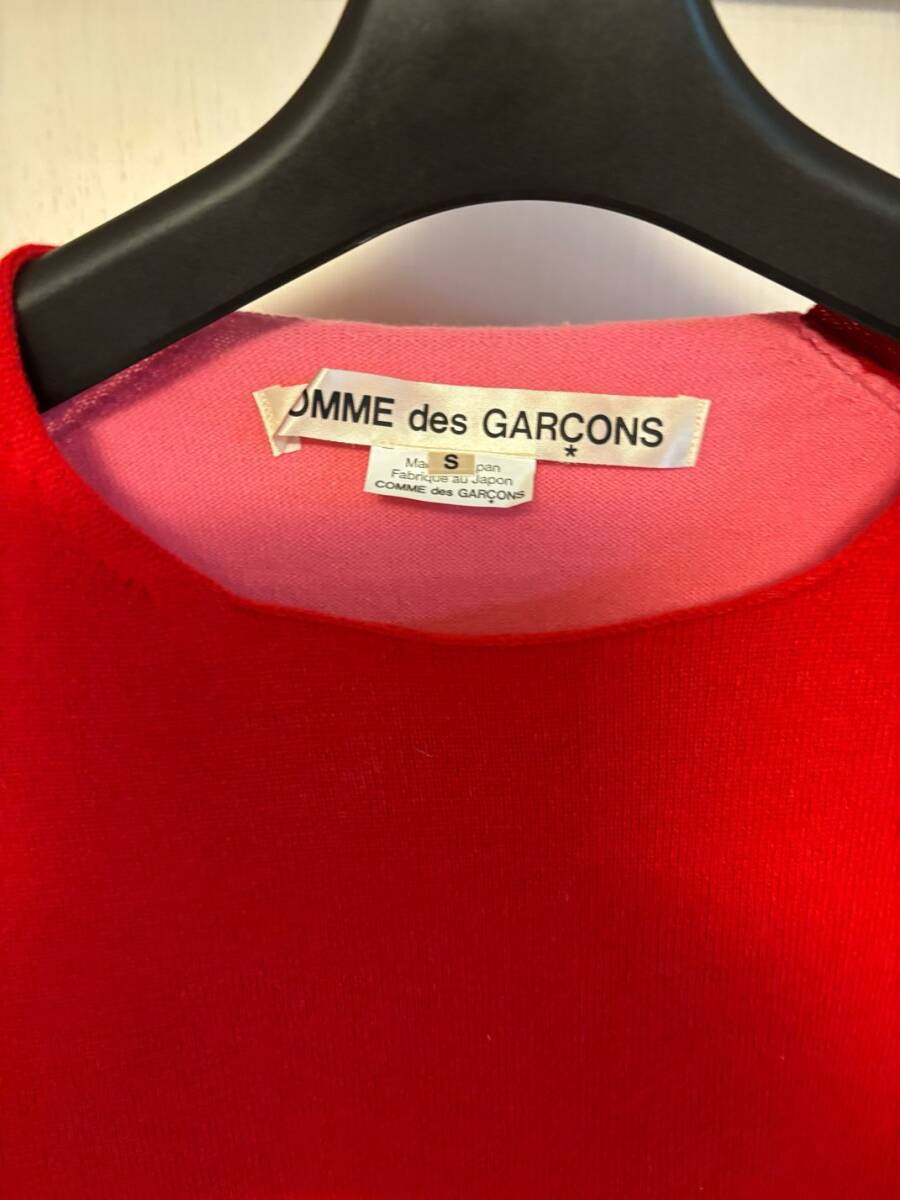 OMME des GARÇONS
*
S
Ma pan
Fabrique au Japon
COMME des GARÇONS